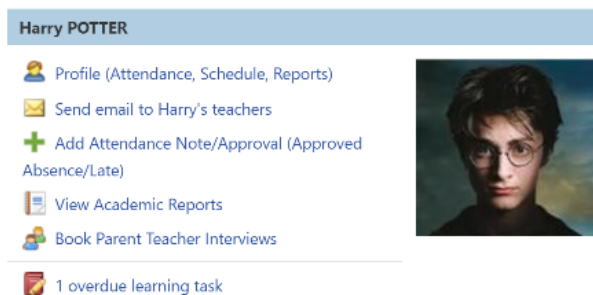 Harry POTTER
Profile (Attendance, Schedule, Reports)
Send email to Harry's teachers
Add Attendance Note/Approval (Approved
Absence/Late)
View Academic Reports
Book Parent Teacher Interviews
1 overdue learning task